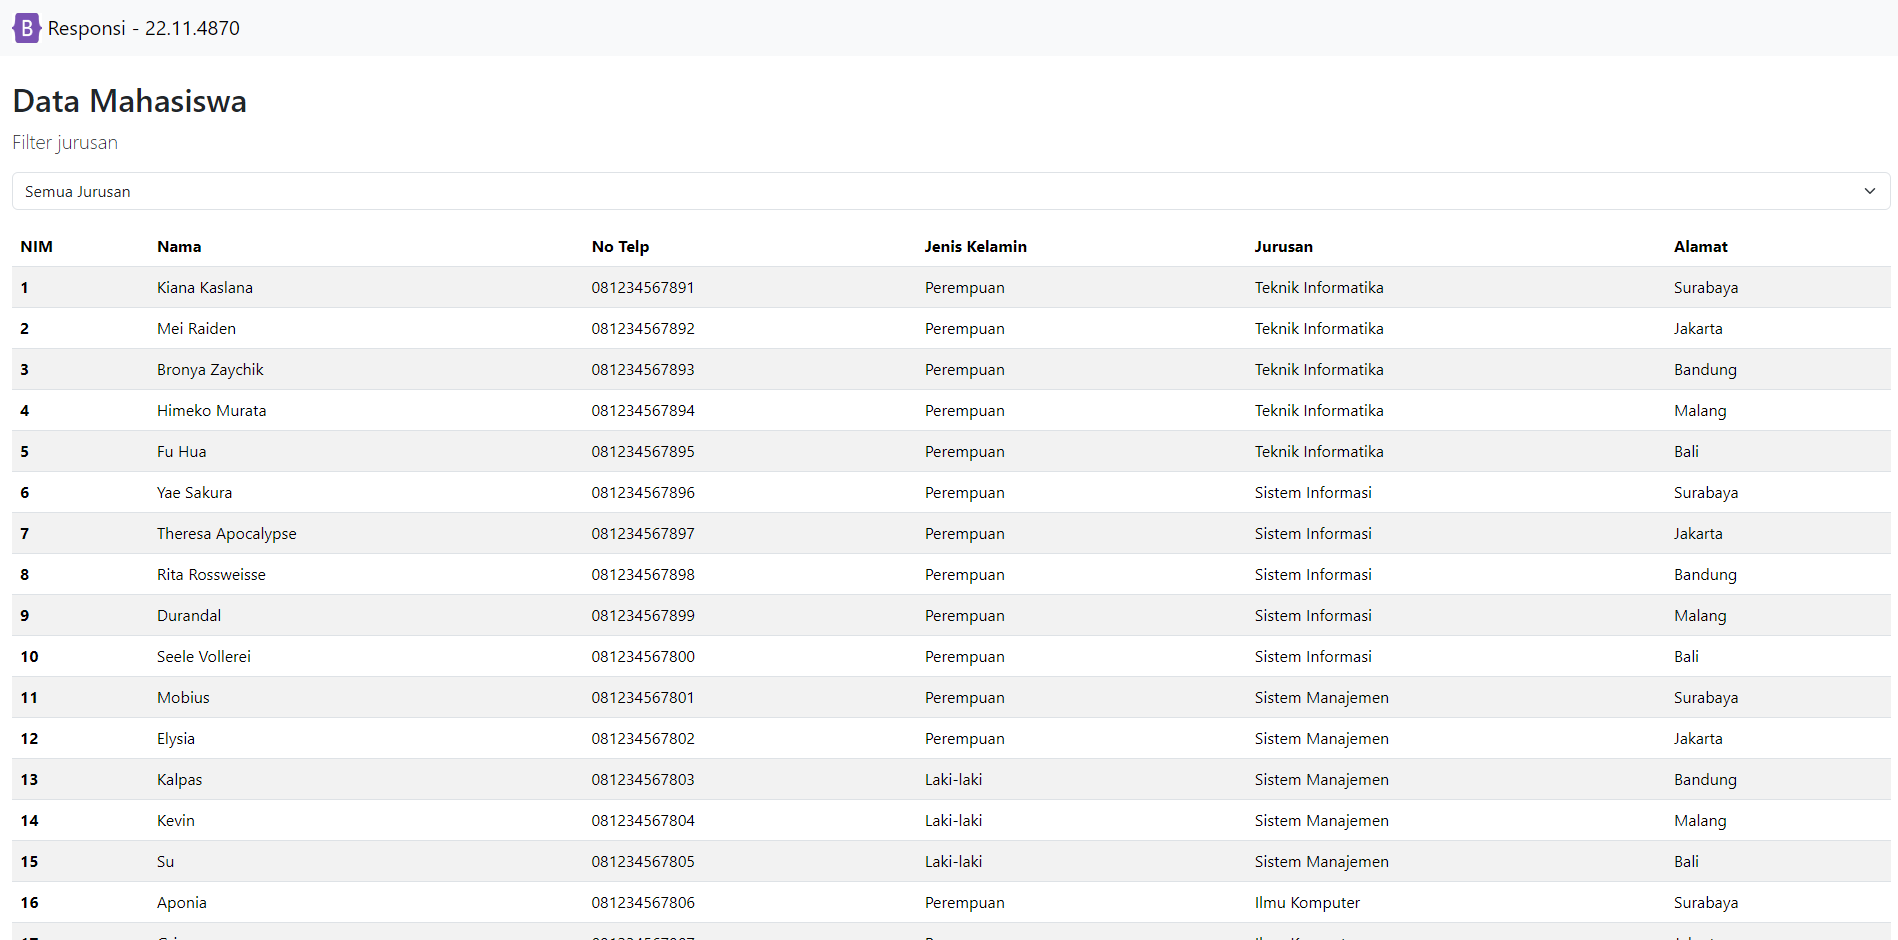 B Responsi - 22.11.4870
Data Mahasiswa
Filter jurusan
Semua Jurusan
NIM Nama No Telp Jenis Kelamin Jurusan Alamat
1 Kiana Kaslana 081234567891 Perempuan Teknik Informatika Surabaya
2 Mei Raiden 081234567892 Perempuan Teknik Informatika Jakarta
3 Bronya Zaychik 081234567893 Perempuan Teknik Informatika Bandung
4 Himeko Murata 081234567894 Perempuan Teknik Informatika Malang
5 Fu Hua 081234567895 Perempuan Teknik Informatika Bali
6 Yae Sakura 081234567896 Perempuan Sistem Informasi Surabaya
7 Theresa Apocalypse 081234567897 Perempuan Sistem Informasi Jakarta
8 Rita Rossweisse 081234567898 Perempuan Sistem Informasi Bandung
9 Durandal 081234567899 Perempuan Sistem Informasi Malang
10 Seele Vollerei 081234567800 Perempuan Sistem Informasi Bali
11 Mobius 081234567801 Perempuan Sistem Manajemen Surabaya
12 Elysia 081234567802 Perempuan Sistem Manajemen Jakarta
13 Kalpas 081234567803 Laki-laki Sistem Manajemen Bandung
14 Kevin 081234567804 Laki-laki Sistem Manajemen Malang
15 Su 081234567805 Laki-laki Sistem Manajemen Bali
16 Aponia 081234567806 Perempuan Ilmu Komputer Surabaya